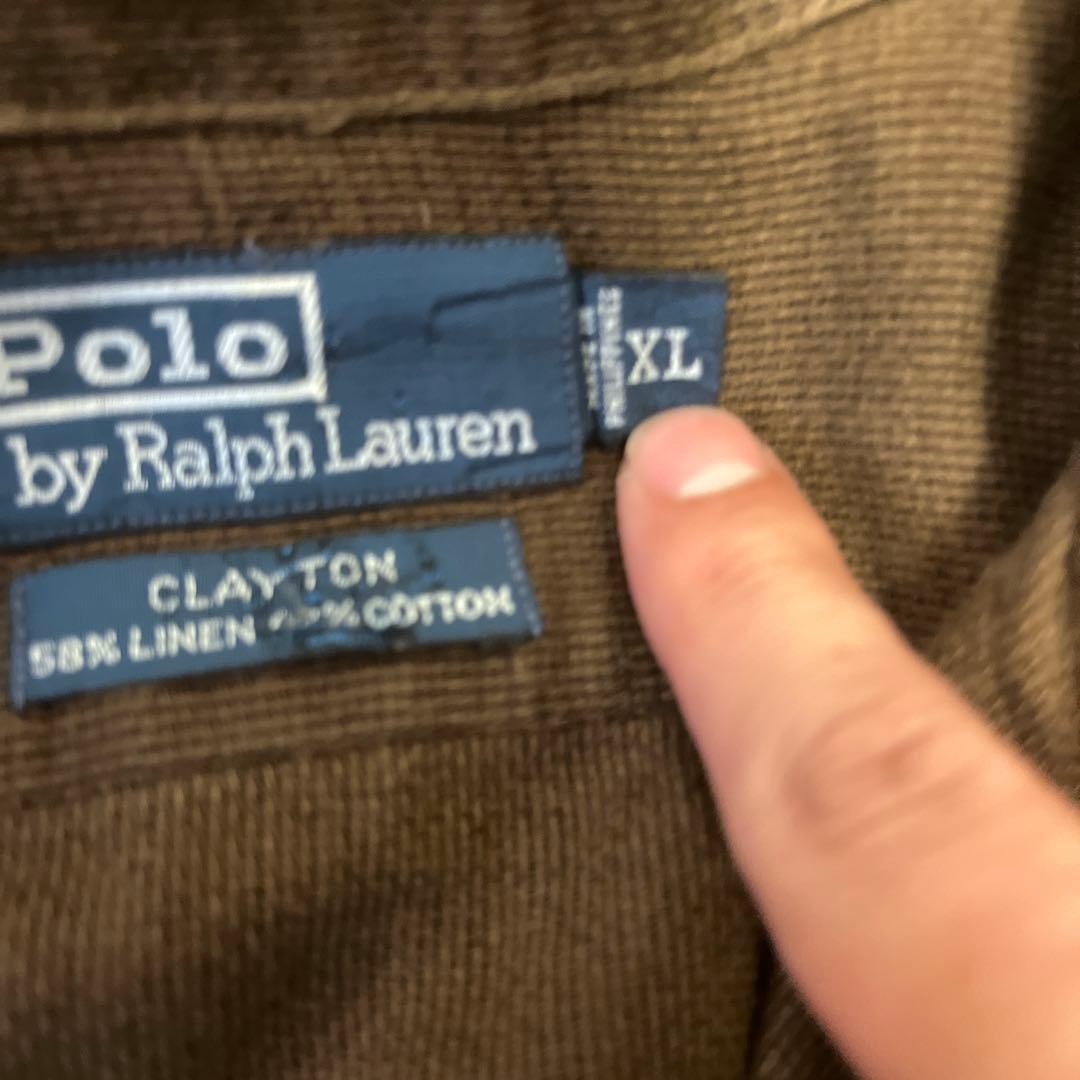 Polo
by Ralph Lauren
XL
CLAYTON
58% LINEN % COTTON